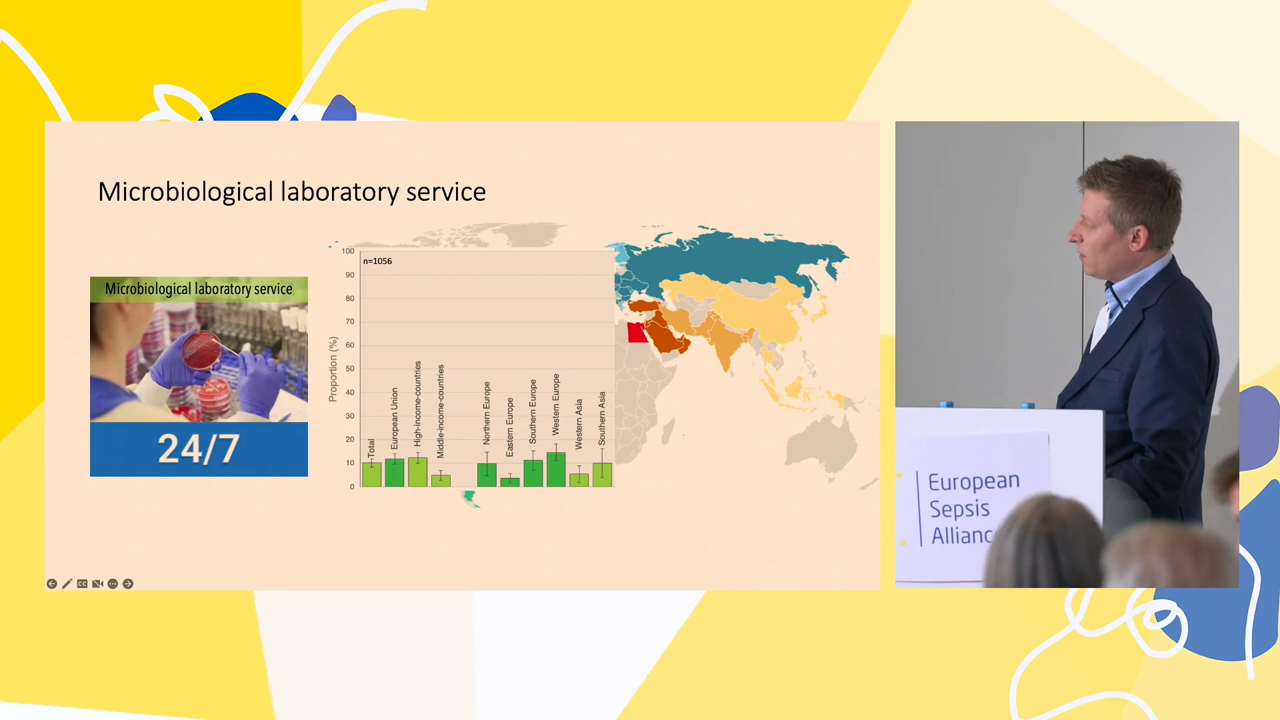 Microbiological laboratory service
Microbiological laboratory service
24/7
n=1056
Proportion (%)
100
90
80
70
60
50
40
30
20
10
0
Total
European Union
High-income-countries
Middle-income-countries
Northern Europe
Eastern Europe
Southern Europe
Western Europe
Western Asia
Southern Asia
European
Sepsis
Allianc